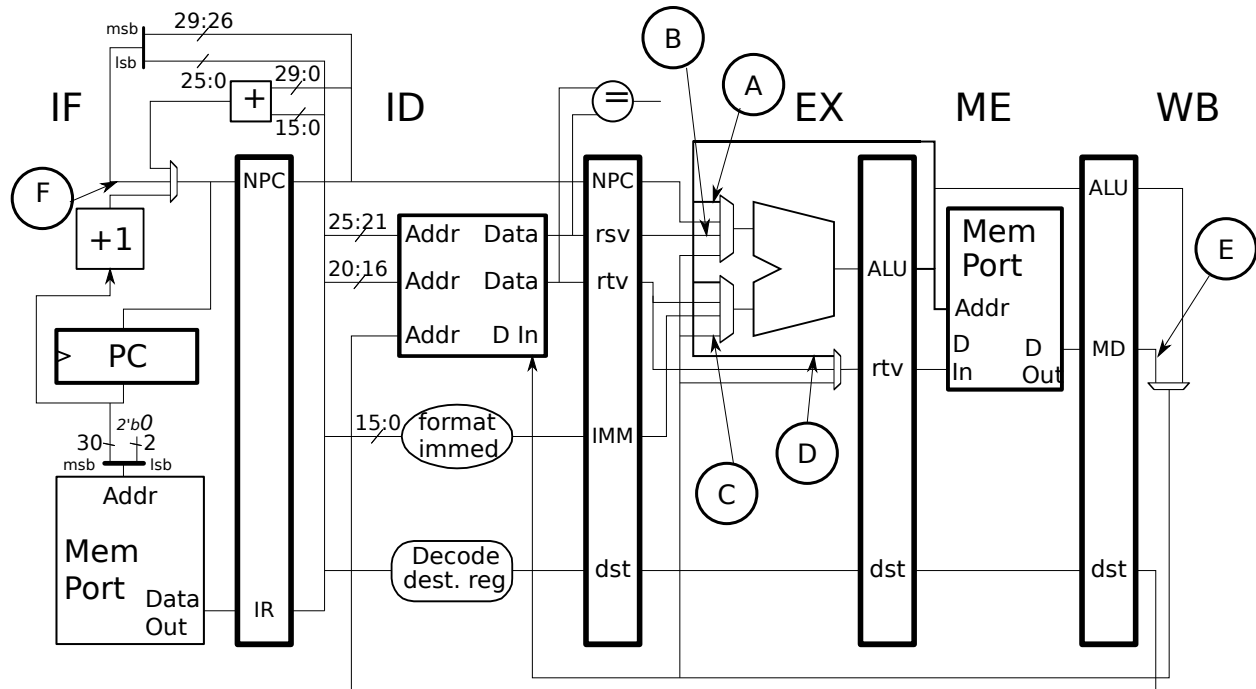 29:26
msb
lsb
25:0
+
29:0
15:0
IF
ID
=
B
A
EX
ME
WB
F
NPC
+1
25:21
Addr
Data
20:16
Addr
Data
Addr
D In
NPC
rsv
rtv
ALU
Mem
Port
Addr
D
In
D
Out
ALU
MD
E
PC
2'b0
30
2
msb
lsb
Addr
Mem
Port
Data
Out
IR
15:0
format
immed
IMM
Decode
dest. reg
dst
C
D
rtv
dst
dst